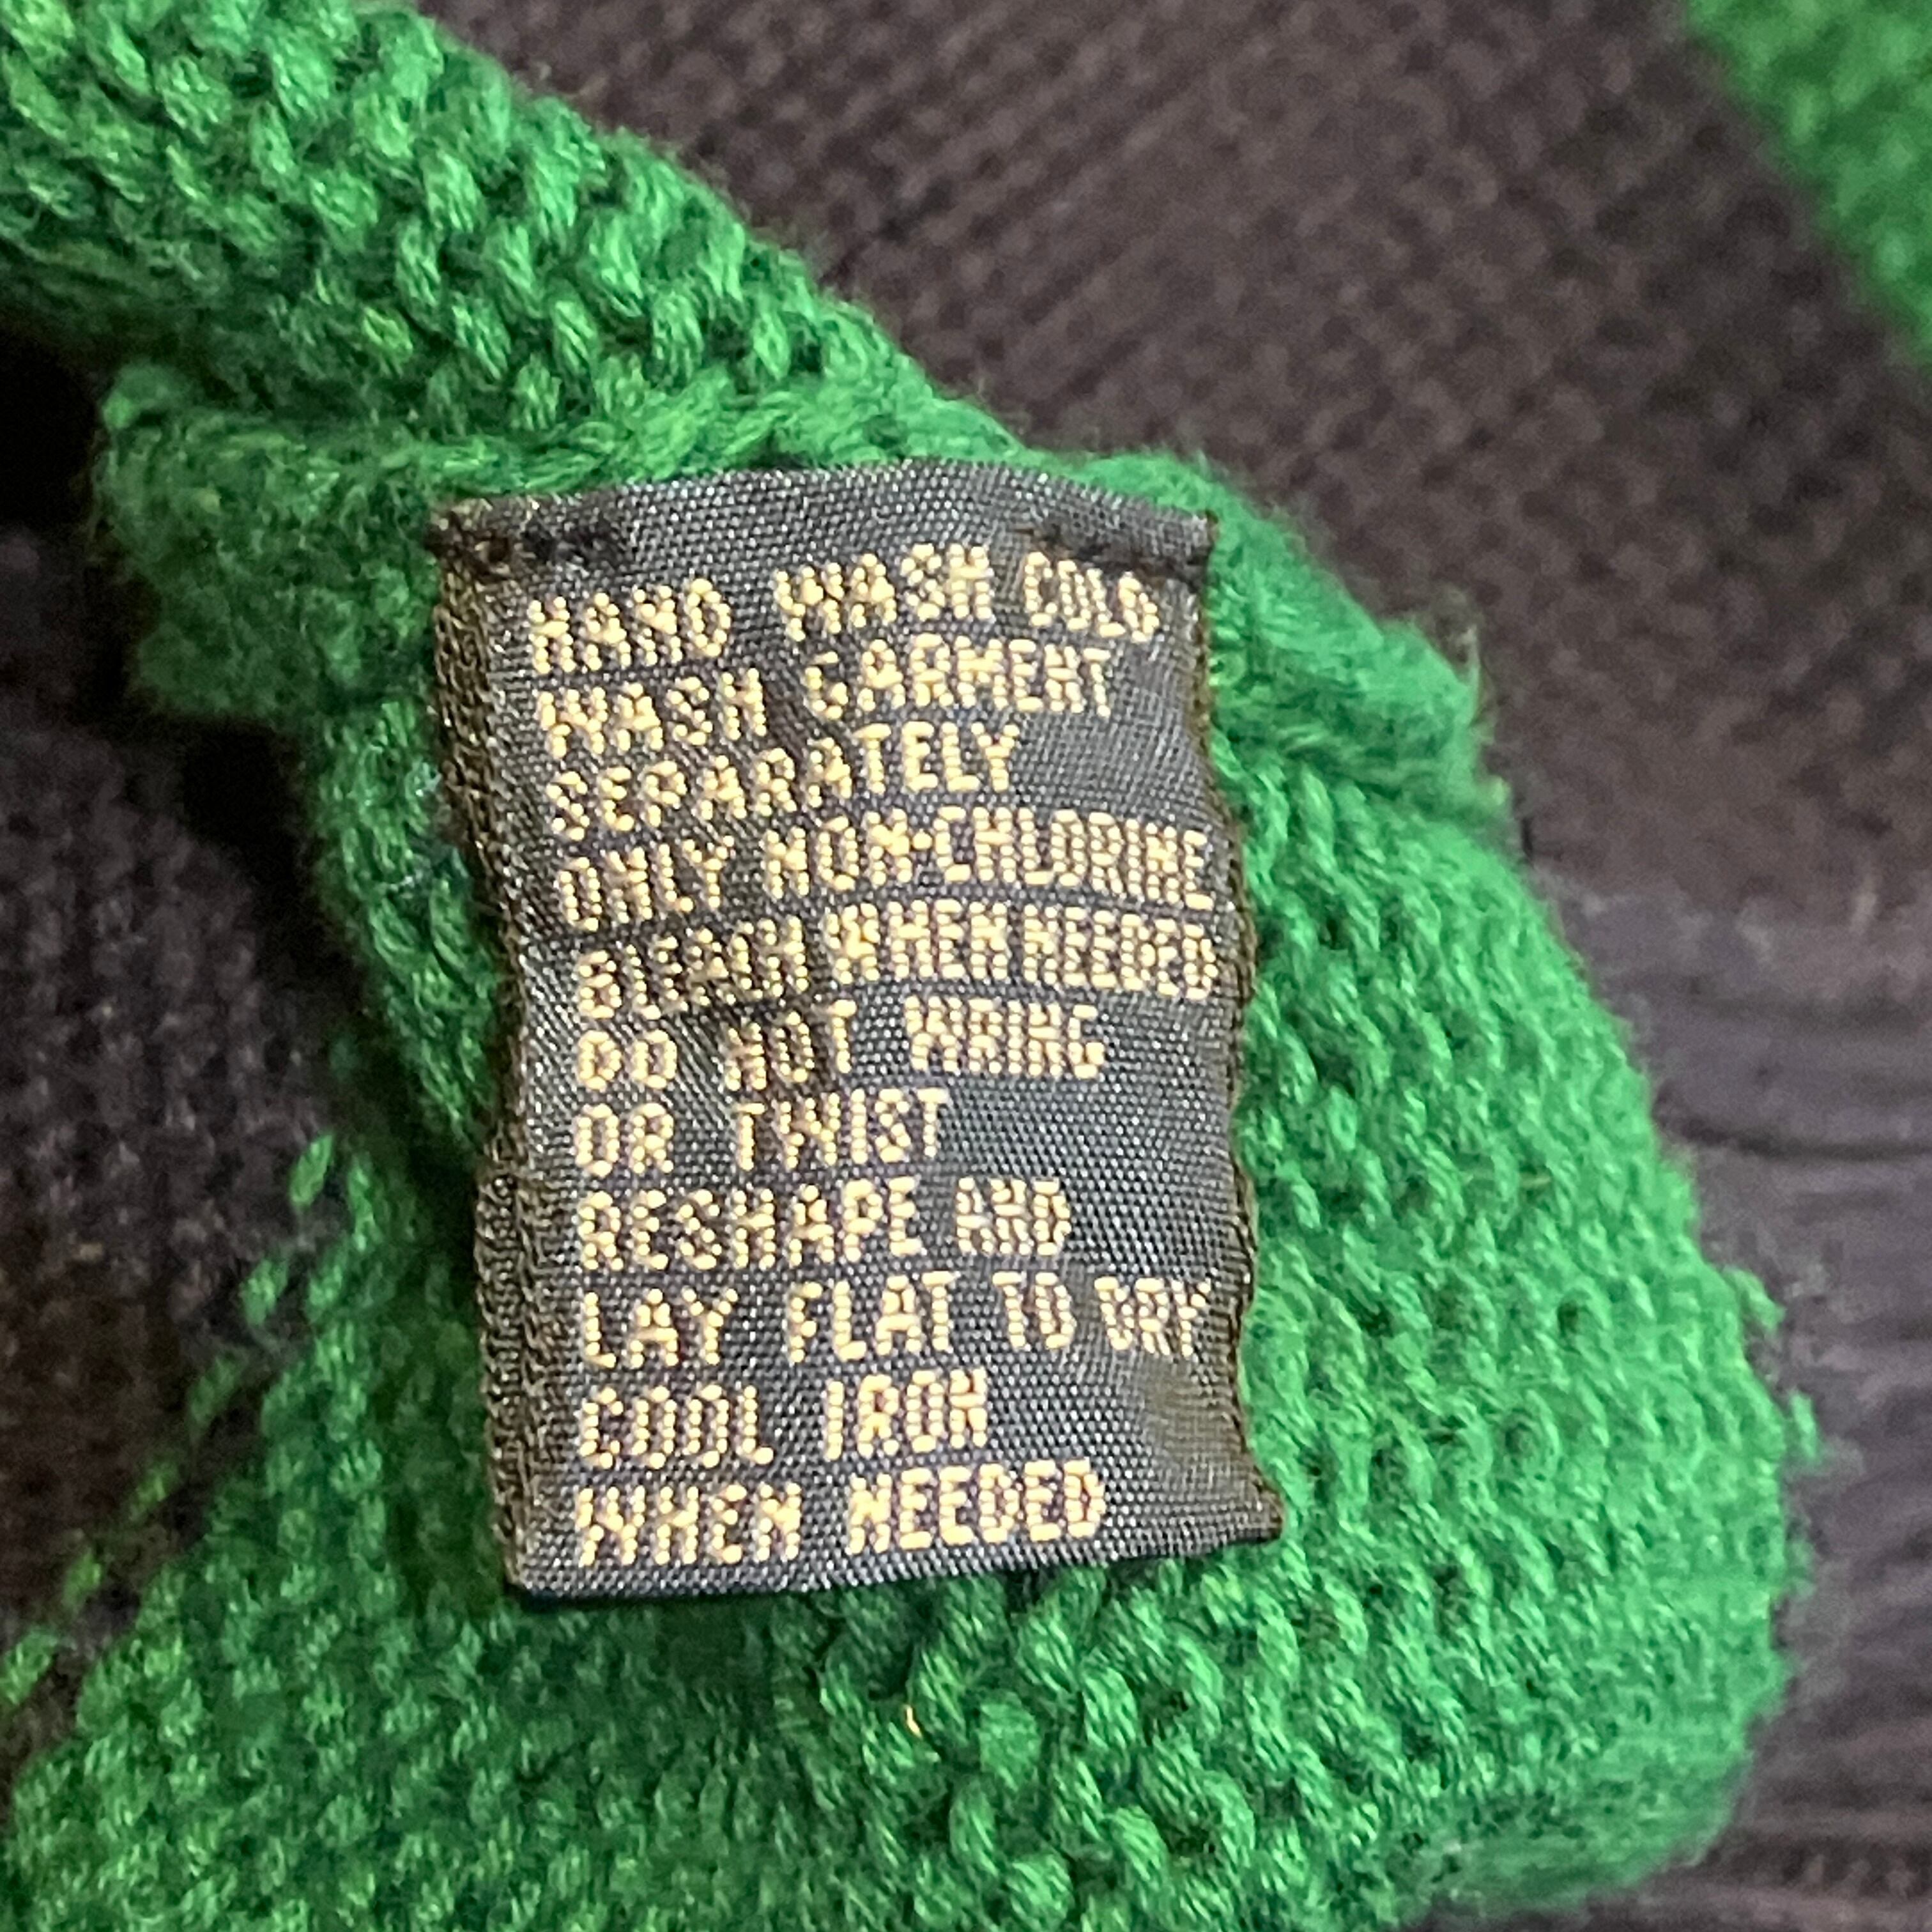 HAND WASH COLD
WASH GARMENT
SEPARATELY
ONLY NON-CHLORINE
BLEACH WHEN NEEDED
DO NOT WRING
OR TWIST
RESHAPE AND
LAY FLAT TO DRY
COOL IRON
WHEN NEEDED